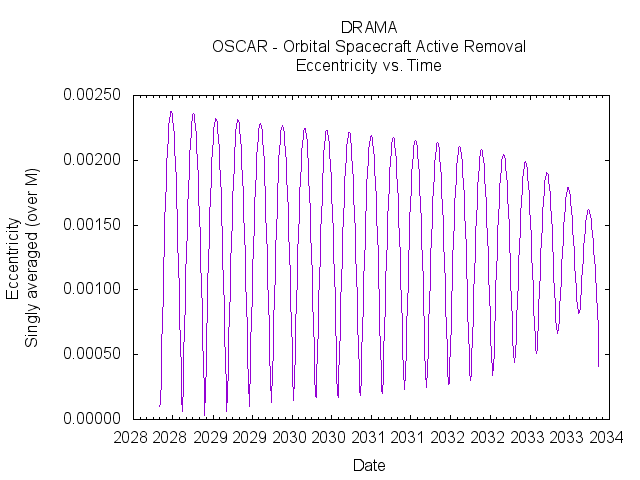 DRAMA
OSCAR - Orbital Spacecraft Active Removal
Eccentricity vs. Time
0.00250
0.00200
0.00150
0.00100
0.00050
0.00000
Eccentricity
Singly averaged (over M)
2028 2028 2029 2029 2030 2030 2031 2031 2032 2032 2033 2033 2034
Date